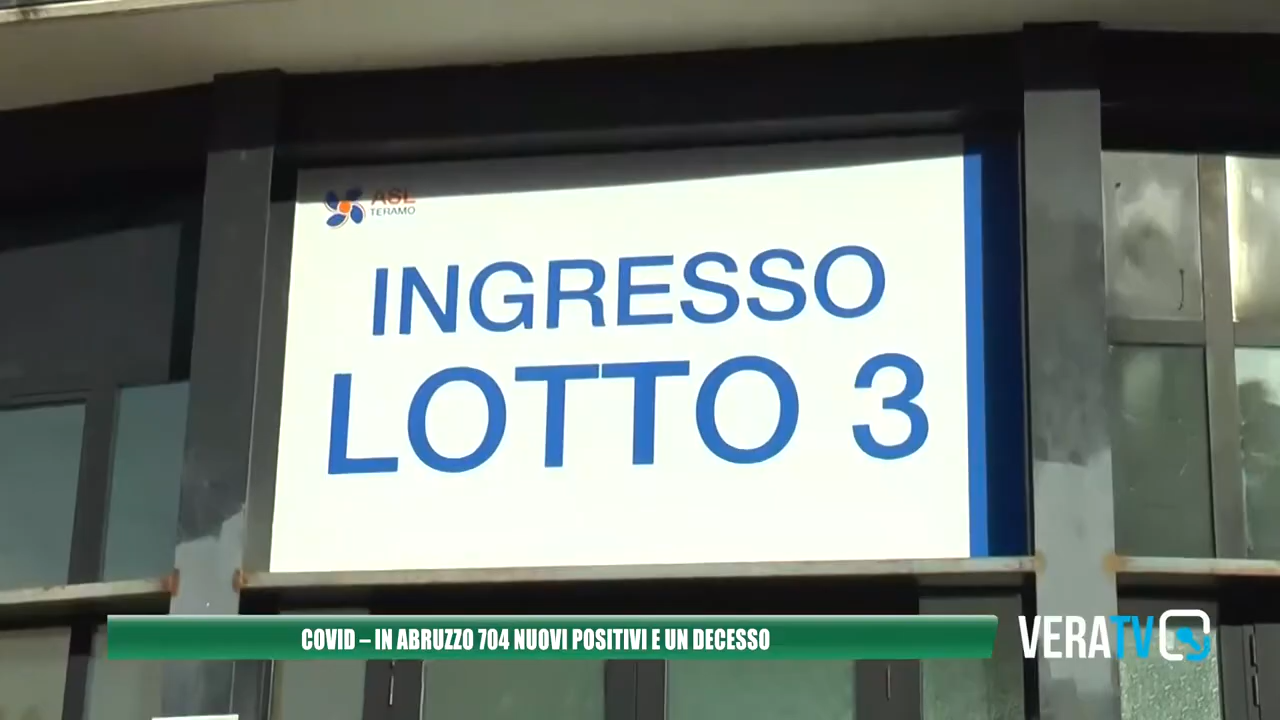 ASL
TERAMO
INGRESSO
LOTTO 3
COVID – IN ABRUZZO 704 NUOVI POSITIVI E UN DECESSO
VERATV